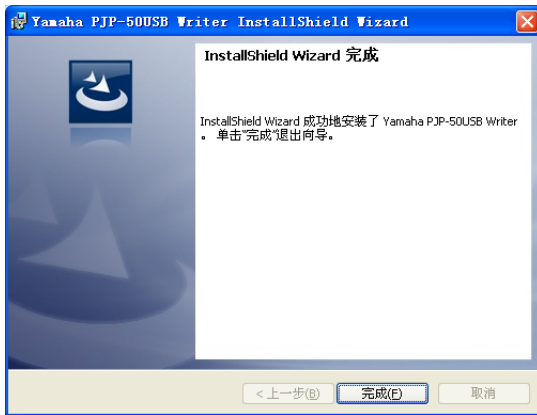 Yamaha PJP-50USB Writer InstallShield Wizard
InstallShield Wizard 完成
InstallShield Wizard 成功地安装了 Yamaha PJP-50USB Writer
。 单击“完成”退出向导。
< 上一步(B)
完成(F)
取消